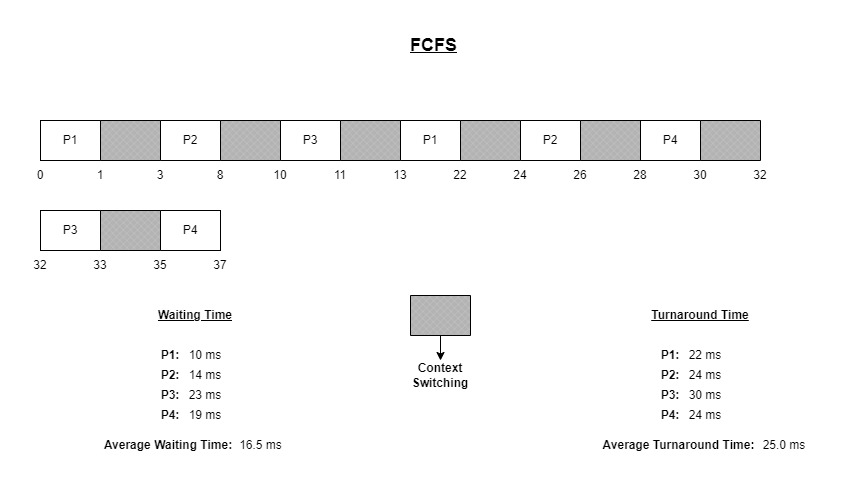 FCFS
P1 P2 P3 P1 P2 P4
0 1 3 8 10 11 13 22 24 26 28 30 32
P3 P4
32 33 35 37
Waiting Time
P1: 10 ms
P2: 14 ms
P3: 23 ms
P4: 19 ms
Average Waiting Time: 16.5 ms
Context
Switching
Turnaround Time
P1: 22 ms
P2: 24 ms
P3: 30 ms
P4: 24 ms
Average Turnaround Time: 25.0 ms